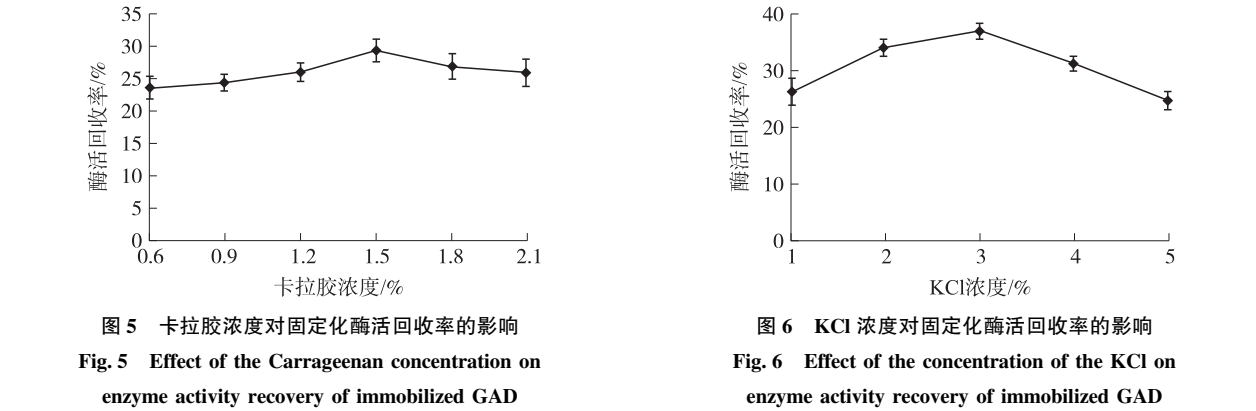 35
30
25
20
15
10
5
0
酶活回收率/%
0.6 0.9 1.2 1.5 1.8 2.1
卡拉胶浓度/%
图 5 卡拉胶浓度对固定化酶活回收率的影响
Fig. 5 Effect of the Carrageenan concentration on
enzyme activity recovery of immobilized GAD
40
30
20
10
0
酶活回收率/%
1 2 3 4 5
KCl浓度/%
图 6 KCl 浓度对固定化酶活回收率的影响
Fig. 6 Effect of the concentration of the KCl on
enzyme activity recovery of immobilized GAD